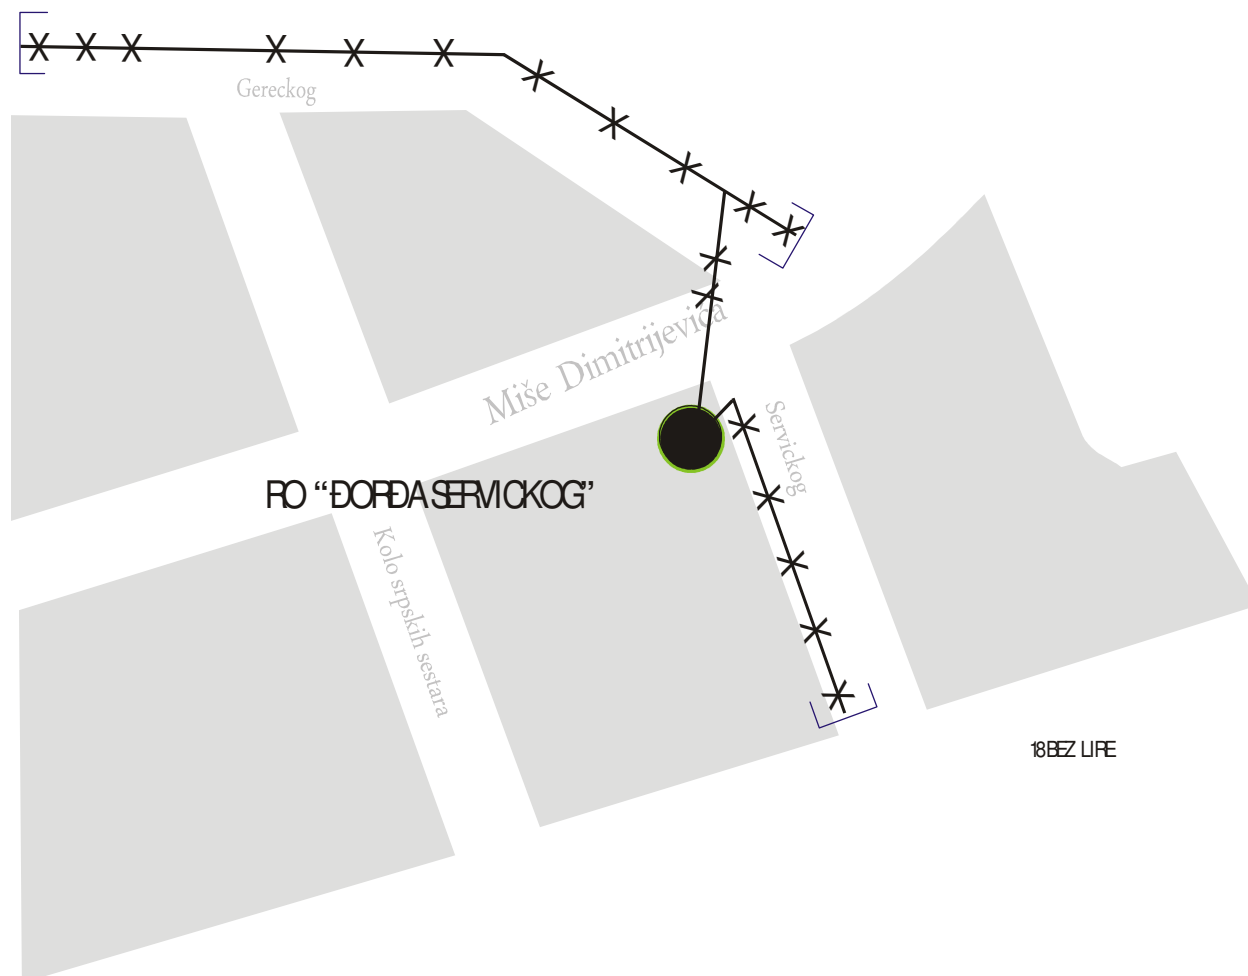 Gereckog
Miše Dimitrijevića
Servickog
RO “ĐORĐA SERVICKOG”
Kolo srpskih sestara
18 BEZ LIRE